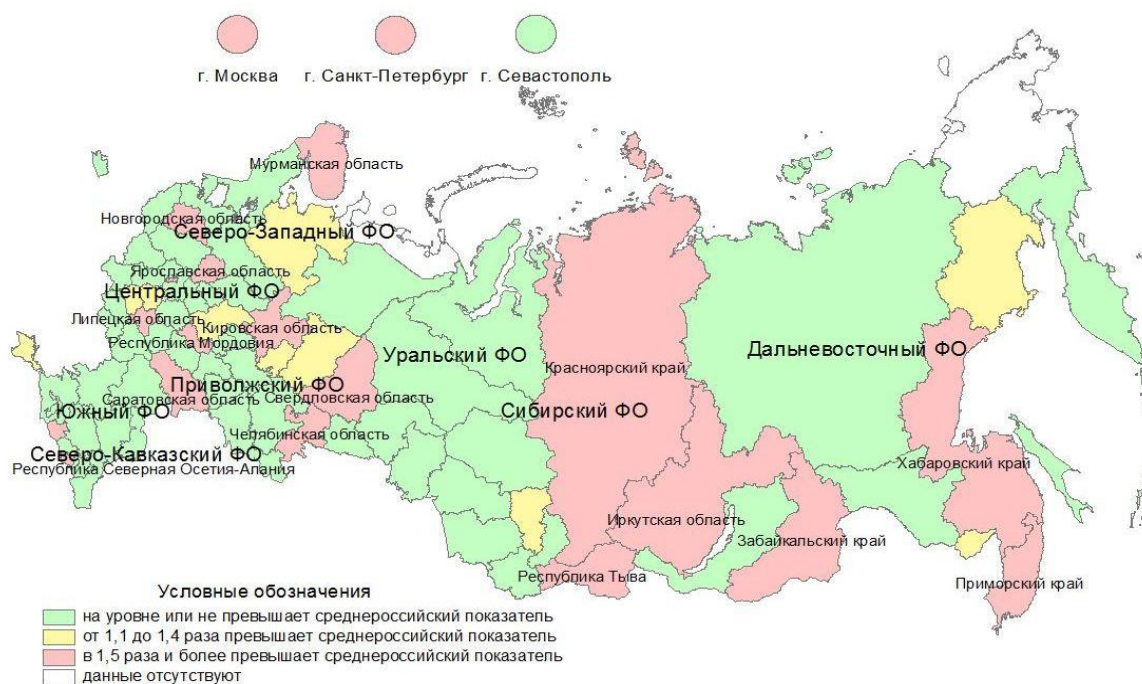 г. Москва
г. Санкт-Петербург
г. Севастополь
Мурманская область
Новгородская область
Северо-Западный ФО
Ярославская область
Центральный ФО
Липецкая область
Кировская область
Республика Мордовия
Уральский ФО
Дальневосточный ФО
Красноярский край
Приволжский ФО
Саратовская область
Свердловская область
Сибирский ФО
Южный ФО
Челябинская область
Северо-Кавказский ФО
Республика Северная Осетия-Алания
Хабаровский край
Иркутская область
Забайкальский край
Республика Тыва
Приморский край
Условные обозначения
на уровне или не превышает среднероссийский показатель
от 1,1 до 1,4 раза превышает среднероссийский показатель
в 1,5 раза и более превышает среднероссийский показатель
данные отсутствуют